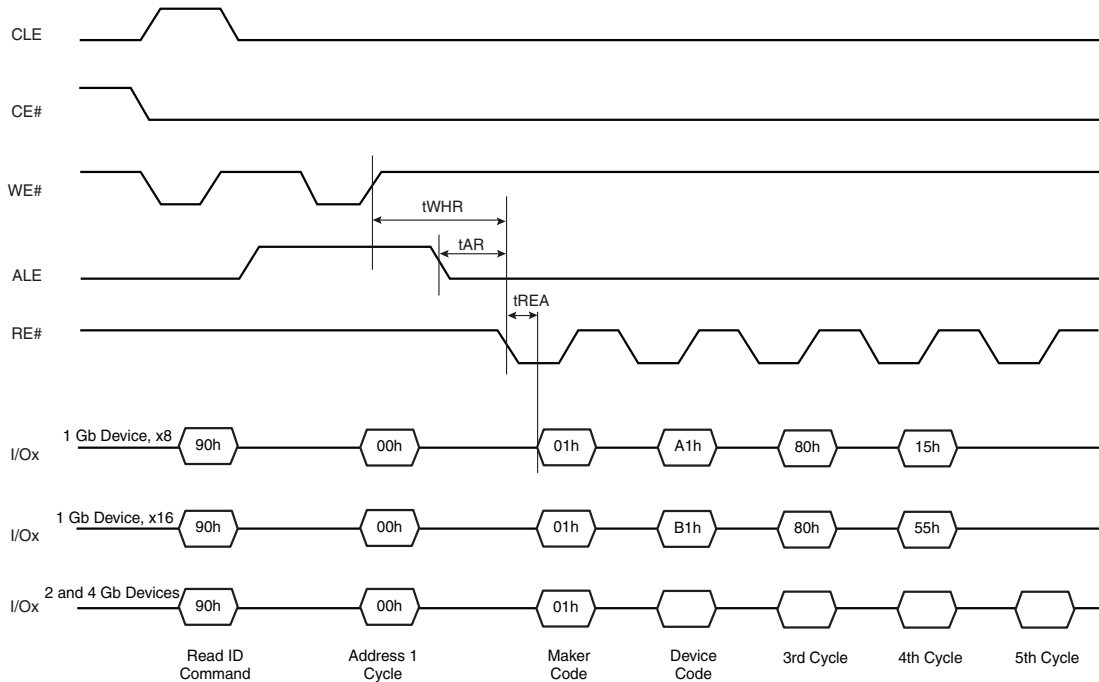 CLE
CE#
WE#
tWHR
tAR
ALE
tREA
RE#
I/Ox 1 Gb Device, x8 90h 00h 01h A1h 80h 15h
I/Ox 1 Gb Device, x16 90h 00h 01h B1h 80h 55h
I/Ox 2 and 4 Gb Devices 90h 00h 01h
Read ID Command
Address 1 Cycle
Maker Code
Device Code
3rd Cycle
4th Cycle
5th Cycle